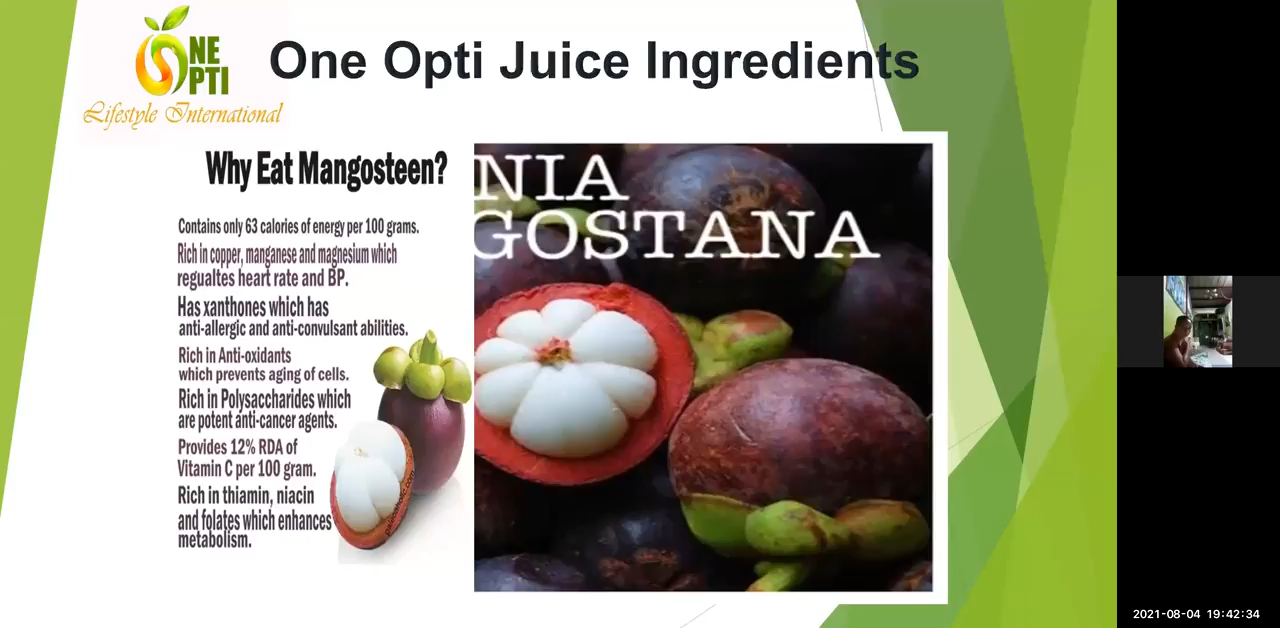 NE
PTI
Lifestyle International
One Opti Juice Ingredients
Why Eat Mangosteen?
Contains only 63 calories of energy per 100 grams.
Rich in copper, manganese and magnesium which
regualtes heart rate and BP.
Has xanthones which has
anti-allergic and anti-convulsant abilities.
Rich in Anti-oxidants
which prevents aging of cells.
Rich in Polysaccharides which
are potent anti-cancer agents.
Provides 12% RDA of
Vitamin C per 100 gram.
Rich in thiamin, niacin
and folates which enhances
metabolism.
NIA
GOSTANA
2021-08-04 19:42:34